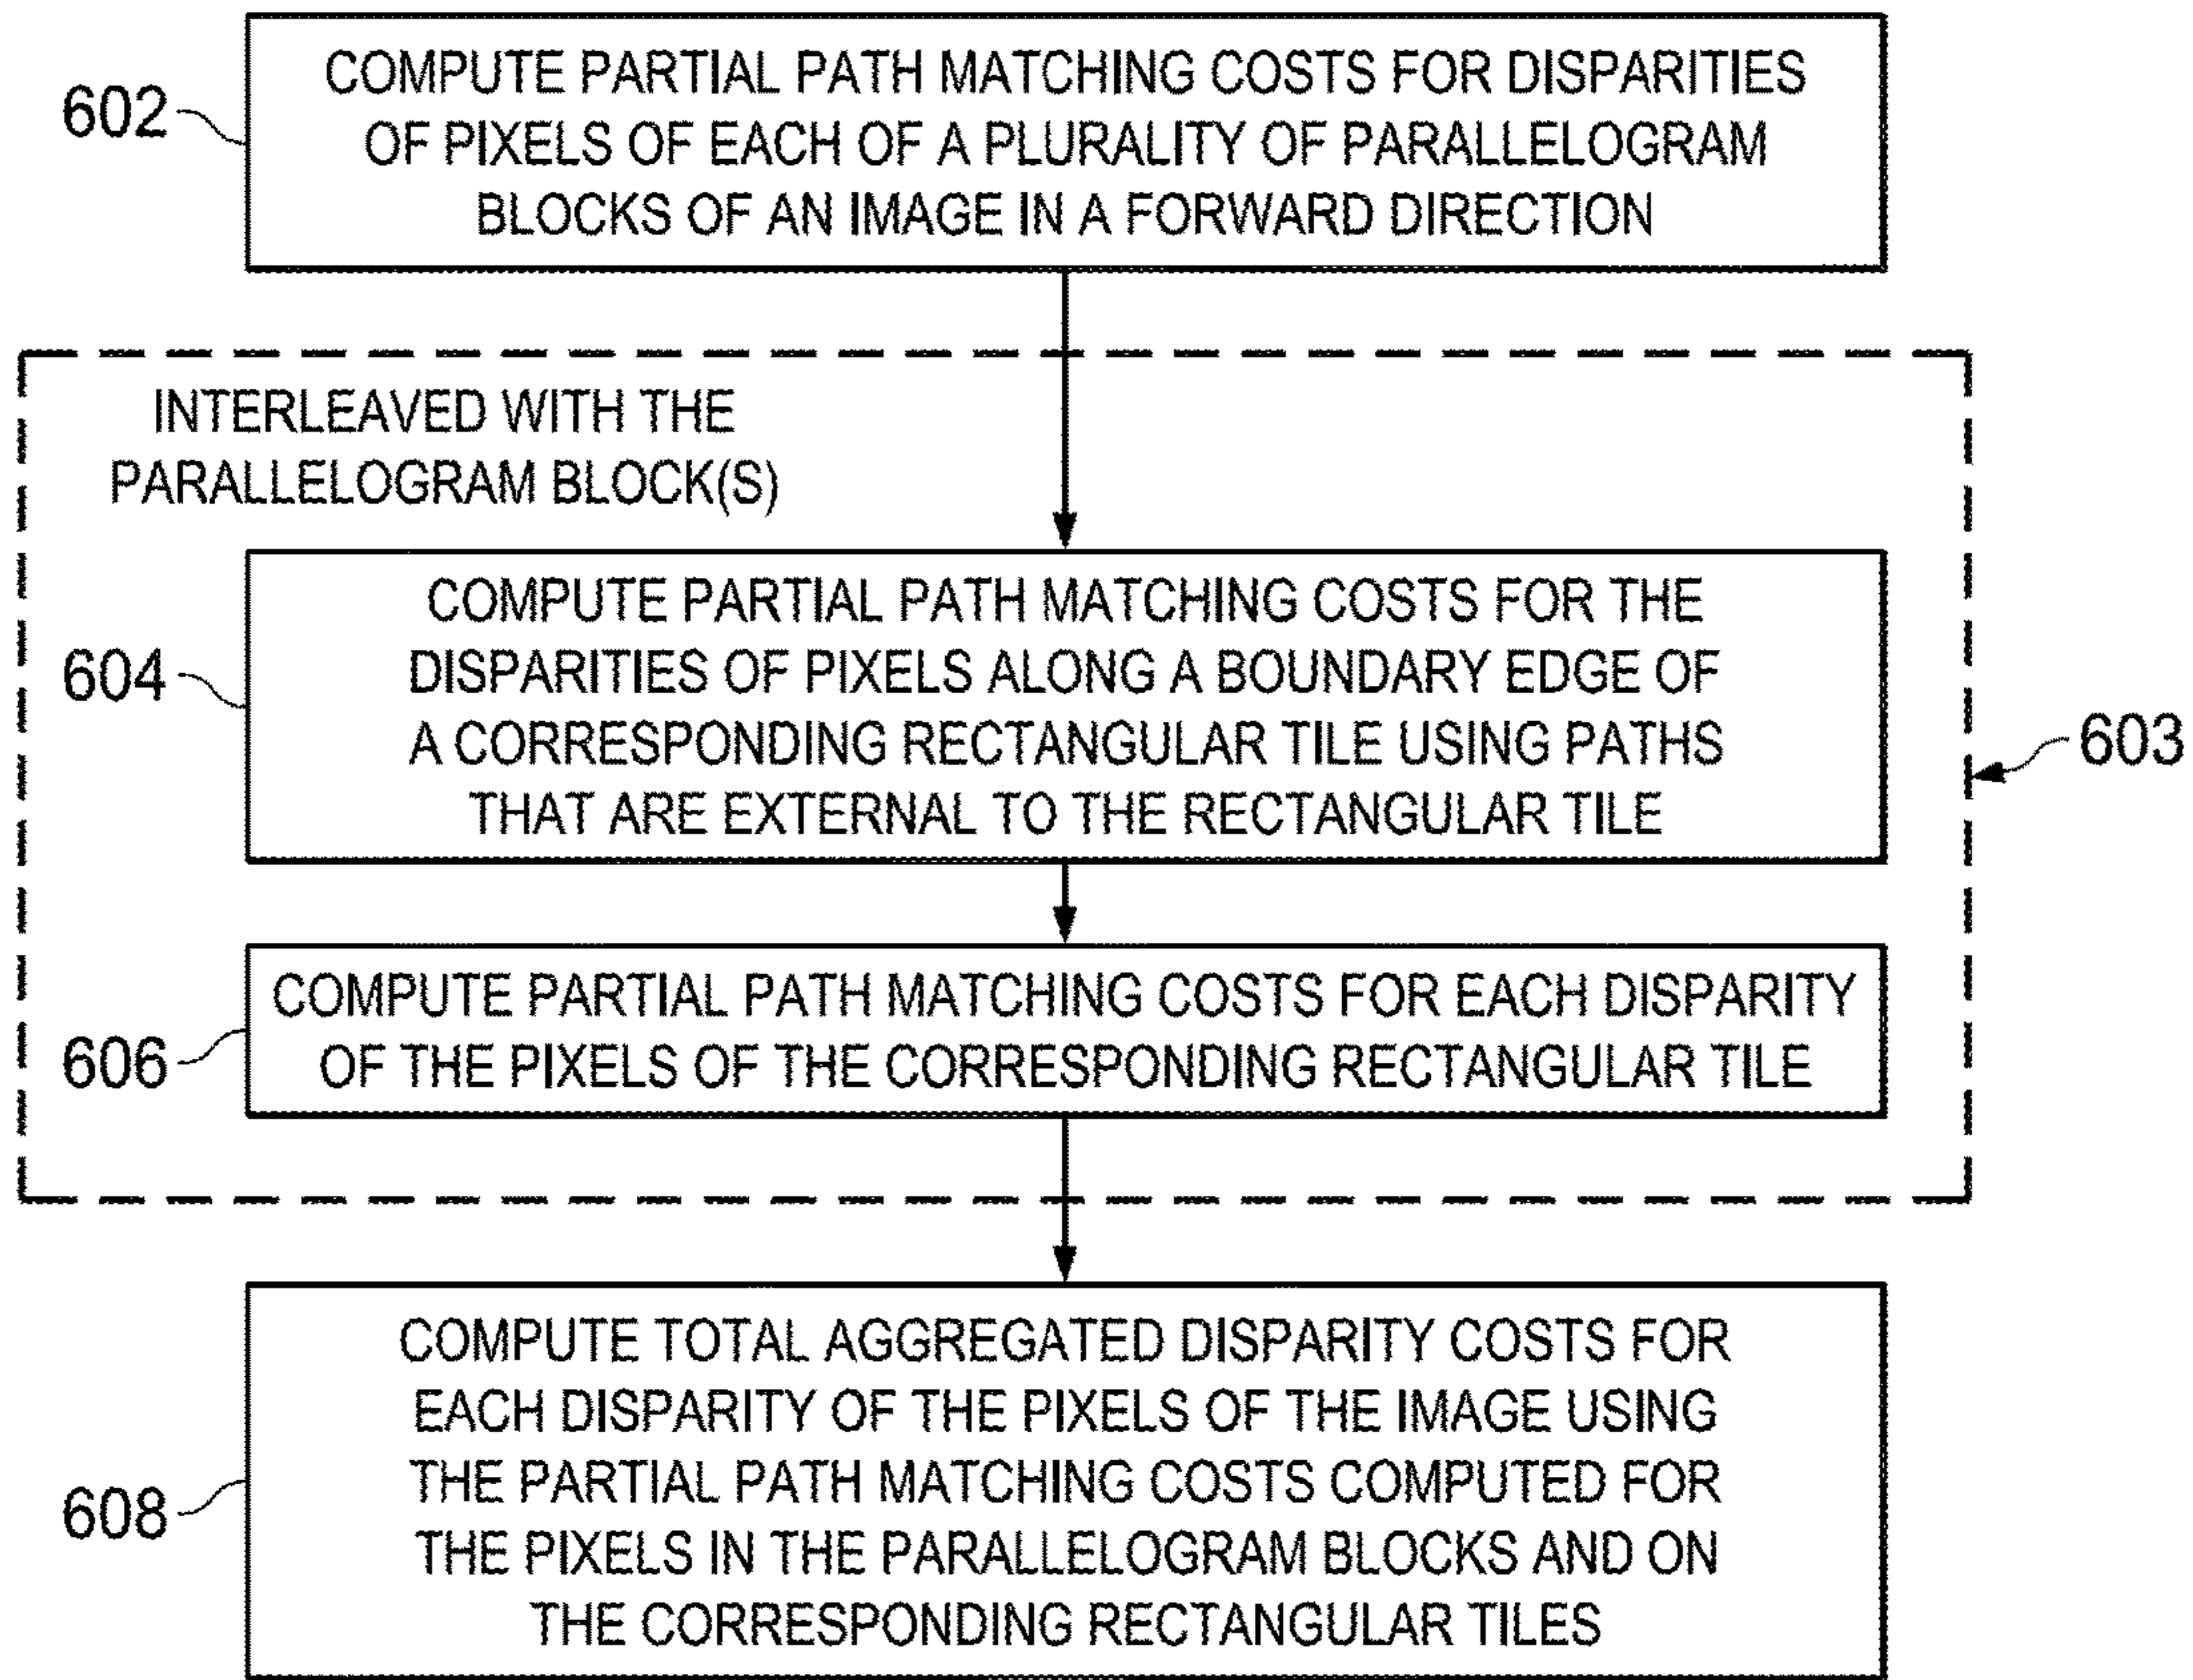 602
COMPUTE PARTIAL PATH MATCHING COSTS FOR DISPARITIES
OF PIXELS OF EACH OF A PLURALITY OF PARALLELOGRAM
BLOCKS OF AN IMAGE IN A FORWARD DIRECTION
INTERLEAVED WITH THE
PARALLELOGRAM BLOCK(S)
604
COMPUTE PARTIAL PATH MATCHING COSTS FOR THE
DISPARITIES OF PIXELS ALONG A BOUNDARY EDGE OF
A CORRESPONDING RECTANGULAR TILE USING PATHS
THAT ARE EXTERNAL TO THE RECTANGULAR TILE
603
606
COMPUTE PARTIAL PATH MATCHING COSTS FOR EACH DISPARITY
OF THE PIXELS OF THE CORRESPONDING RECTANGULAR TILE
608
COMPUTE TOTAL AGGREGATED DISPARITY COSTS FOR
EACH DISPARITY OF THE PIXELS OF THE IMAGE USING
THE PARTIAL PATH MATCHING COSTS COMPUTED FOR
THE PIXELS IN THE PARALLELOGRAM BLOCKS AND ON
THE CORRESPONDING RECTANGULAR TILES